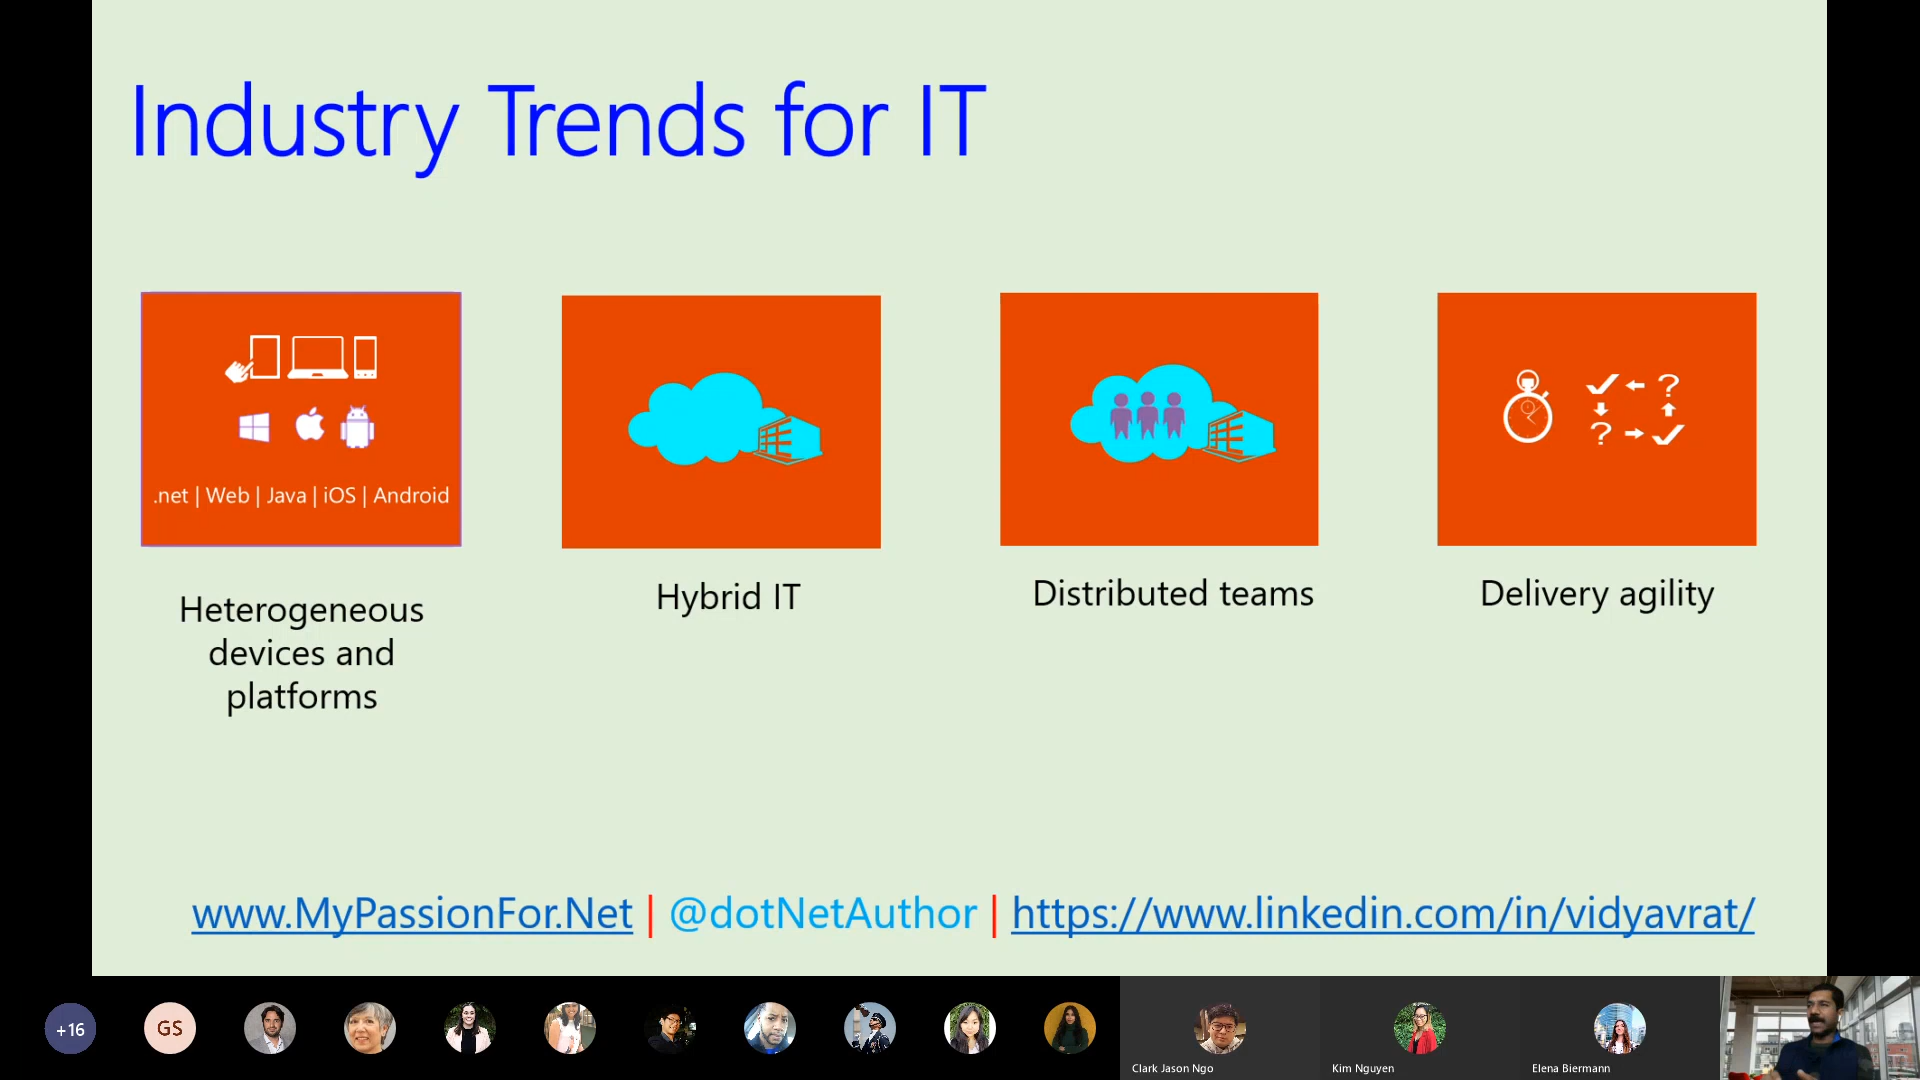 Industry Trends for IT
.net | Web | Java | iOS | Android
Heterogeneous
devices and
platforms
Hybrid IT
Distributed teams
Delivery agility
? ?
www.MyPassionFor.Net | @dotNetAuthor | https://www.linkedin.com/in/vidyavrat/
+16
GS
Clark Jason Ngo
Kim Nguyen
Elena Biermann